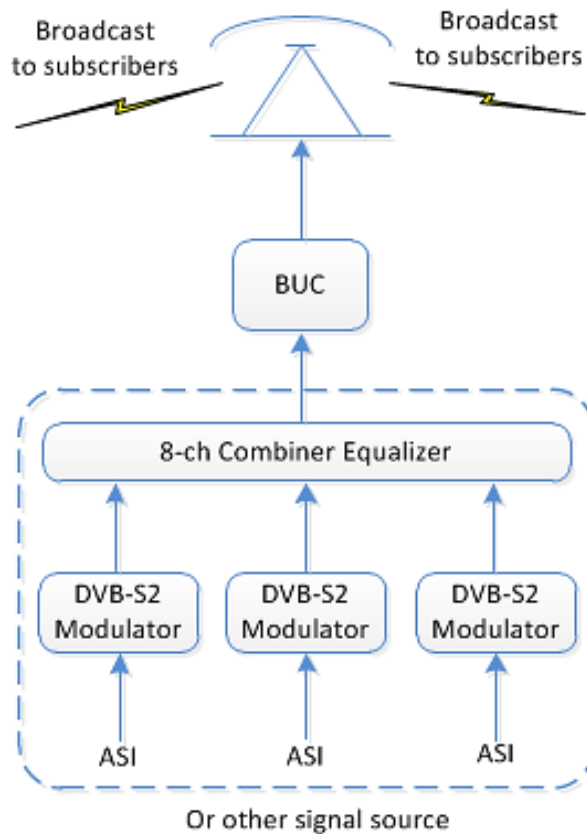 Broadcast
to subscribers
Broadcast
to subscribers
BUC
8-ch Combiner Equalizer
DVB-S2
Modulator
DVB-S2
Modulator
DVB-S2
Modulator
ASI
ASI
ASI
Or other signal source